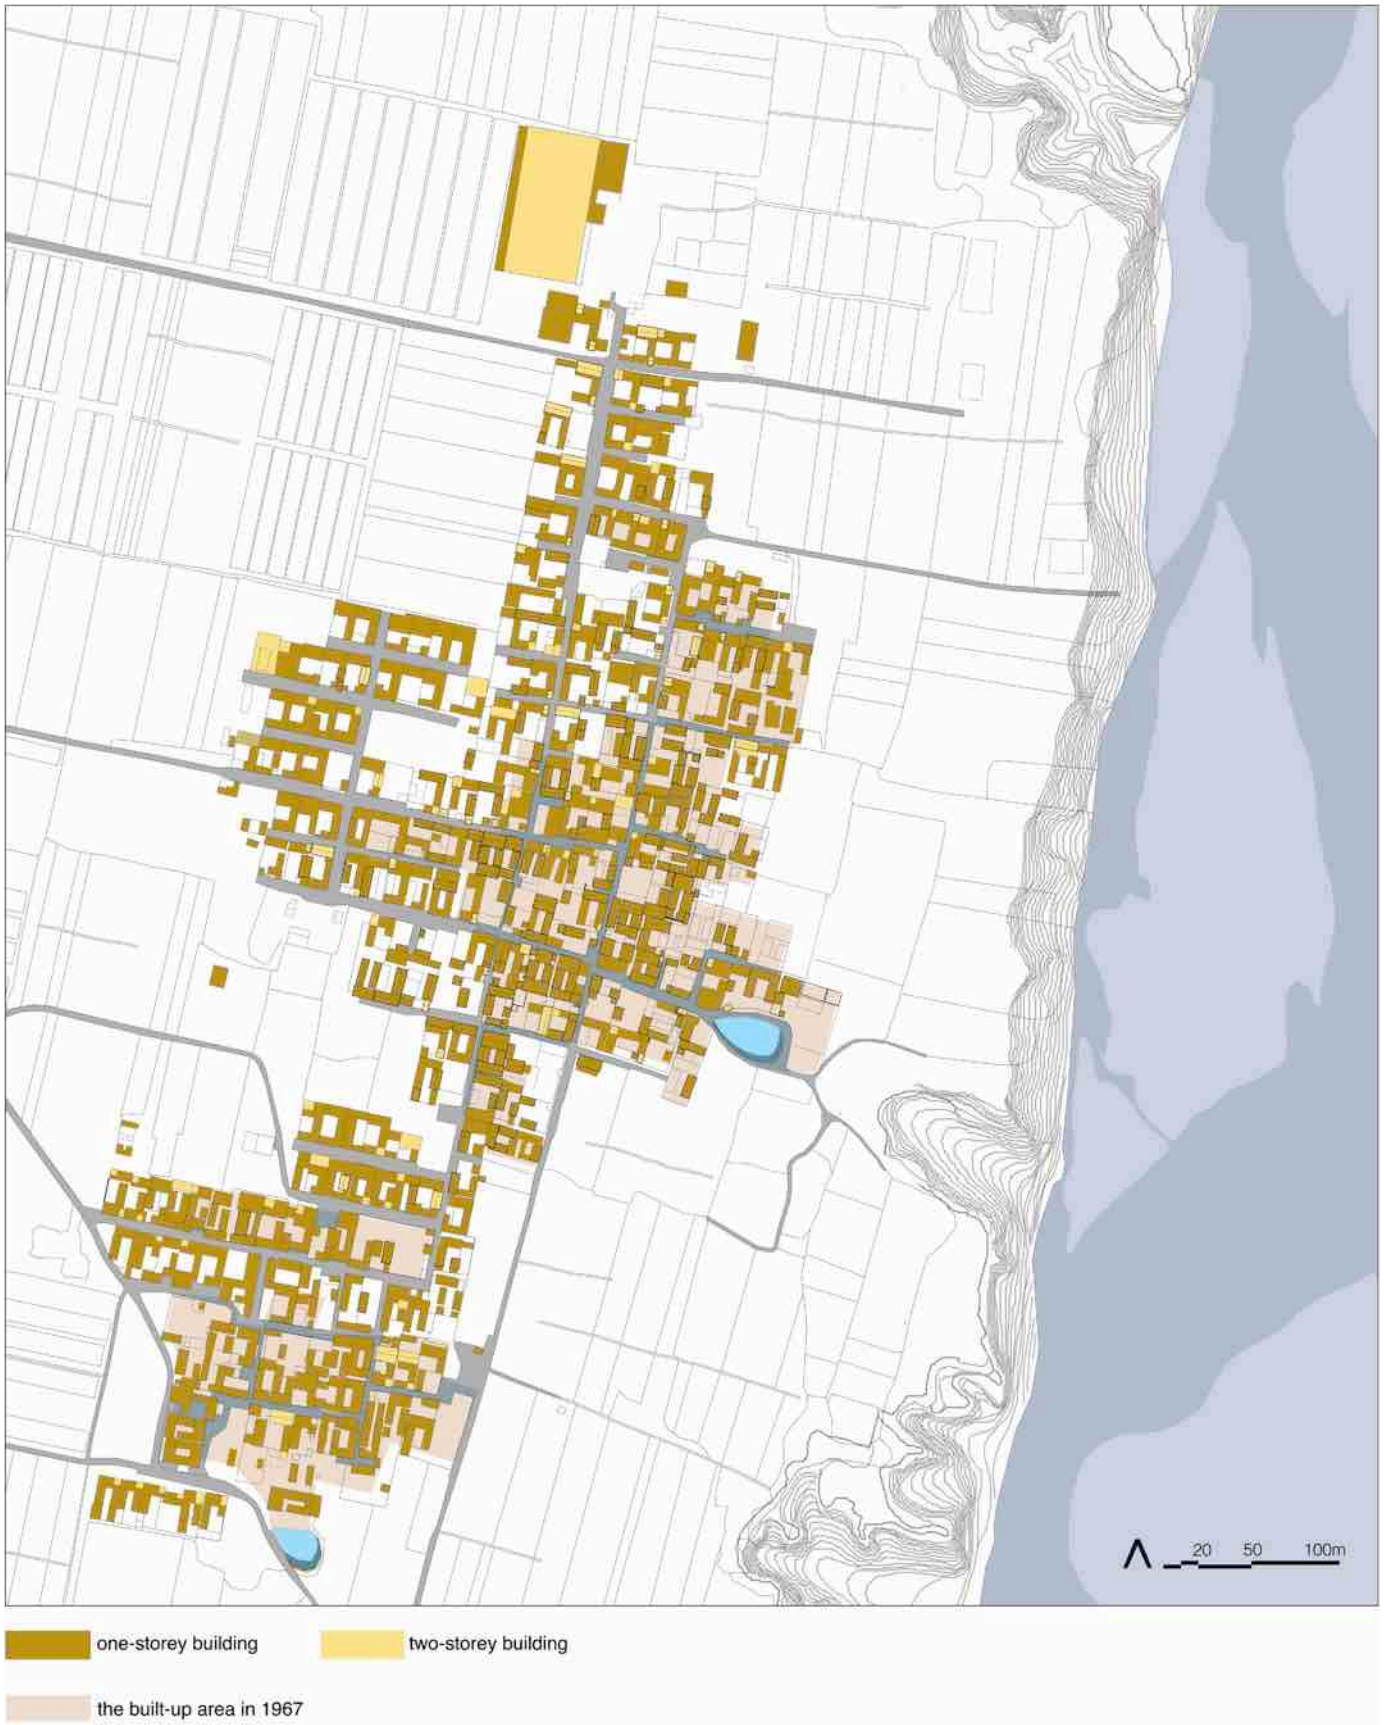 20 50 100m
one-storey building
two-storey building
the built-up area in 1967